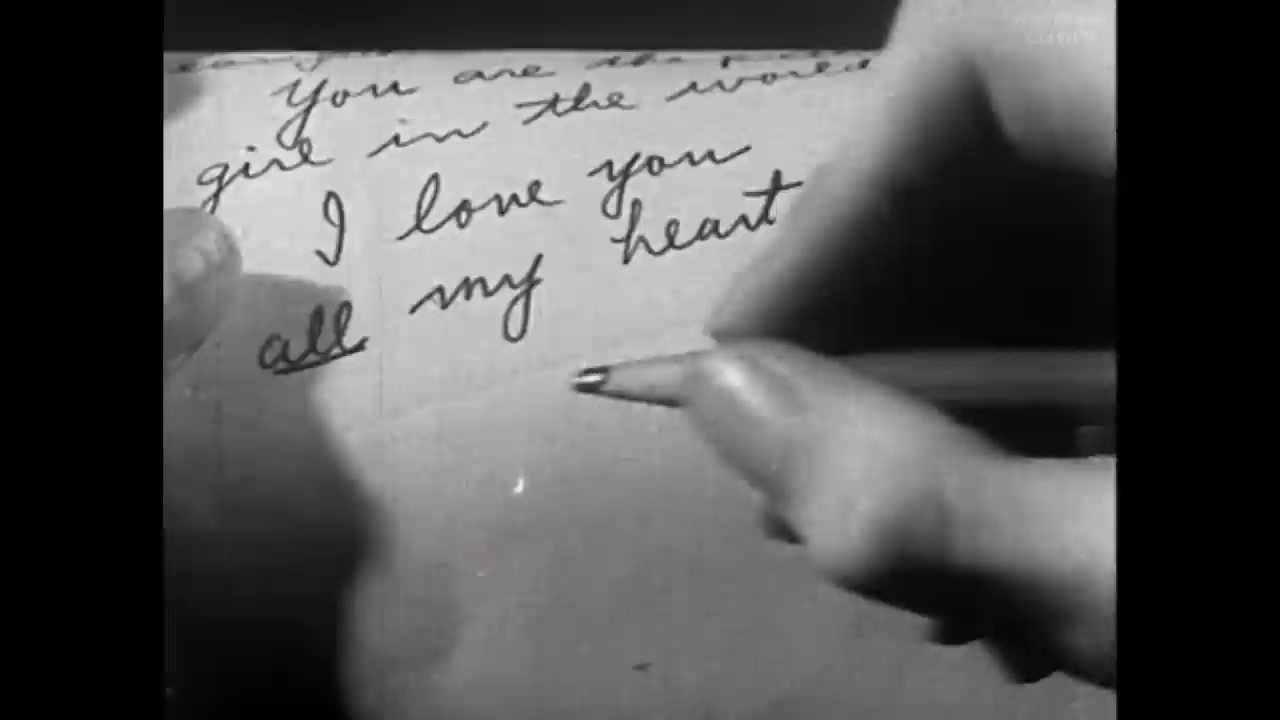 You are the
girl in the world
I love you
all my heart